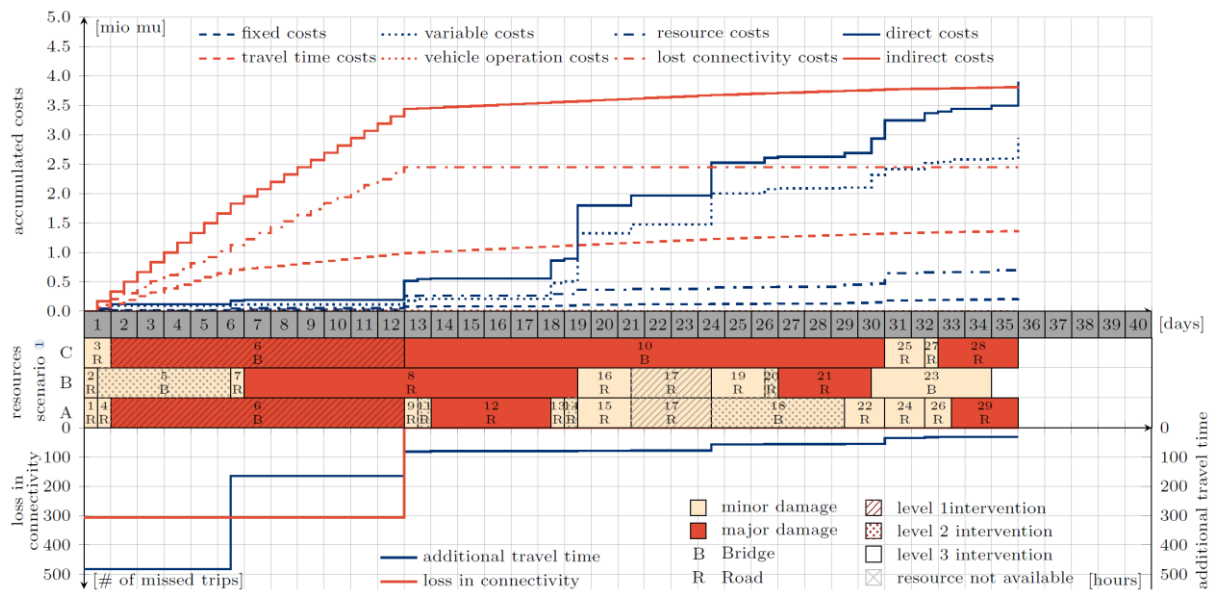 5.0 [mio mu] fixed costs variable costs resource costs direct costs
4.5 travel time costs vehicle operation costs lost connectivity costs indirect costs
4.0
3.5
3.0
2.5
2.0
1.5
1.0
0.5
0.0
accumulated costs
1 2 3 4 5 6 7 8 9 10 11 12 13 14 15 16 17 18 19 20 21 22 23 24 25 26 27 28 29 30 31 32 33 34 35 36 37 38 39 40 [days]
resources
scenario ①
C 3 6 10 25 27 28
R B B R R R
B 2 5 7 8 16 17 19 20 21 23
R B R R R R R R R B
A 1 4 6 9 11 12 13 14 15 17 18 22 24 26 29
R R B R R R R R R R B R R R R
0 0
100 100
200 200
300 300
400 400
500 500
loss in
connectivity
additional travel time
minor damage level 1intervention
major damage level 2 intervention
additional travel time B Bridge level 3 intervention
[# of missed trips] loss in connectivity R Road resource not available [hours]